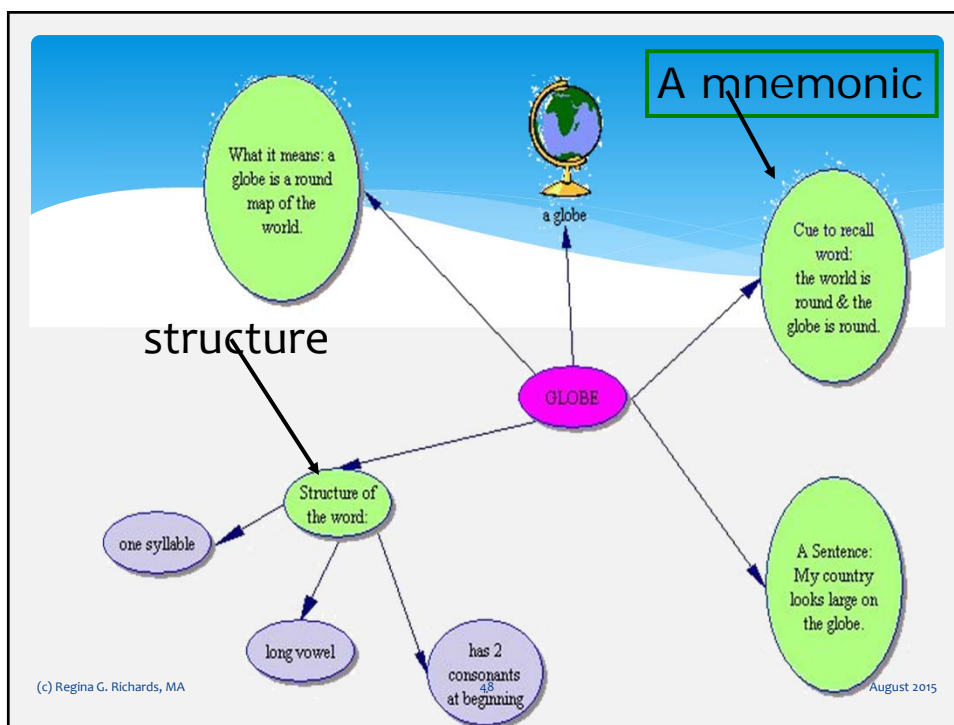 A mnemonic
What it means: a
globe is a round
map of the
world.
a globe
Cue to recall
word:
the world is
round & the
globe is round.
structure
GLOBE
Structure of
the word:
one syllable
long vowel
has 2
consonants
at beginning
A Sentence:
My country
looks large on
the globe.
(c) Regina G. Richards, MA
48
August 2015